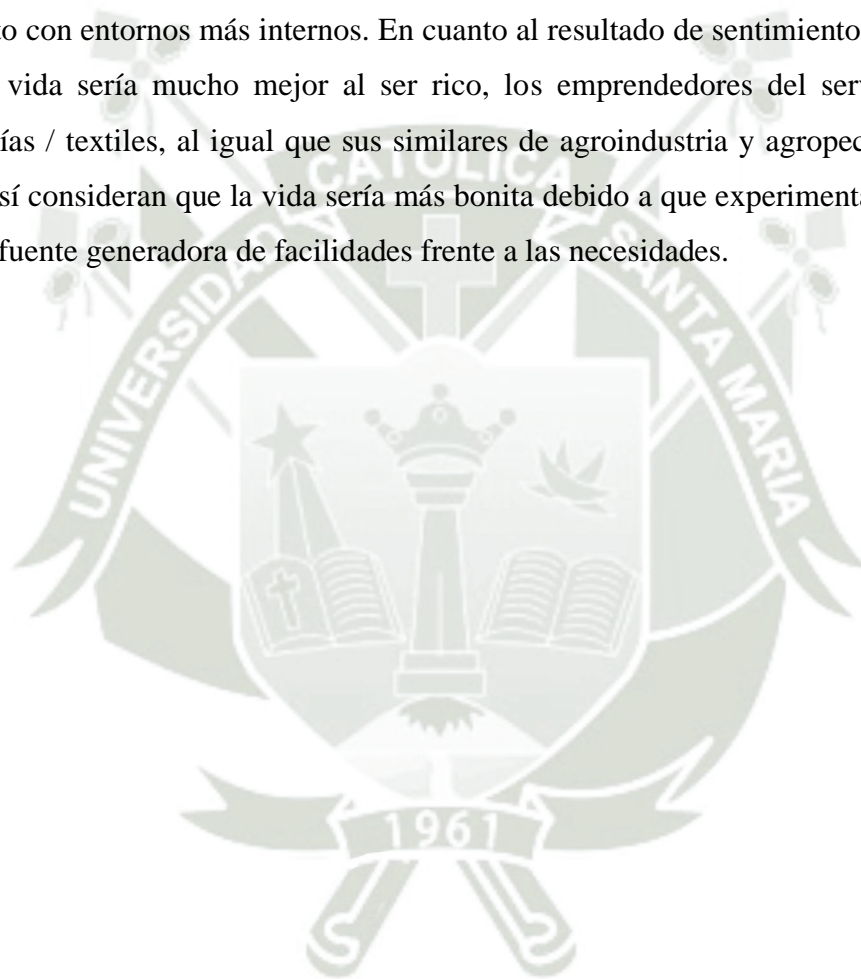 to con entornos más internos. En cuanto al resultado de sentimiento
vida sería mucho mejor al ser rico, los emprendedores del ser
ías / textiles, al igual que sus similares de agroindustria y agropec
sí consideran que la vida sería más bonita debido a que experiment
fuente generadora de facilidades frente a las necesidades.
UNIVERSIDAD CATOLICA SANTA MARIA
1961